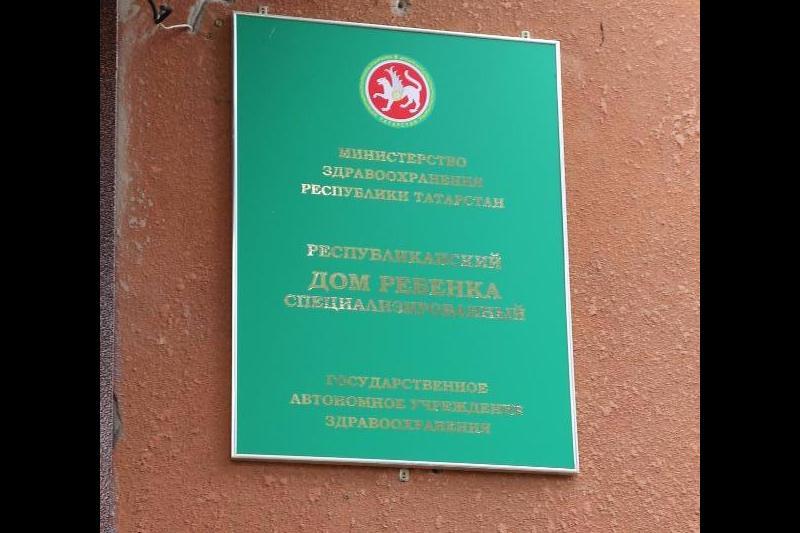 МИНИСТЕРСТВО
ЗДРАВООХРАНЕНИЯ
РЕСПУБЛИКИ ТАТАРСТАН
РЕСПУБЛИКАНСКИЙ
ДОМ РЕБЕНКА
СПЕЦИАЛИЗИРОВАННЫЙ
ГОСУДАРСТВЕННОЕ
АВТОНОМНОЕ УЧРЕЖДЕНИЕ
ЗДРАВООХРАНЕНИЯ